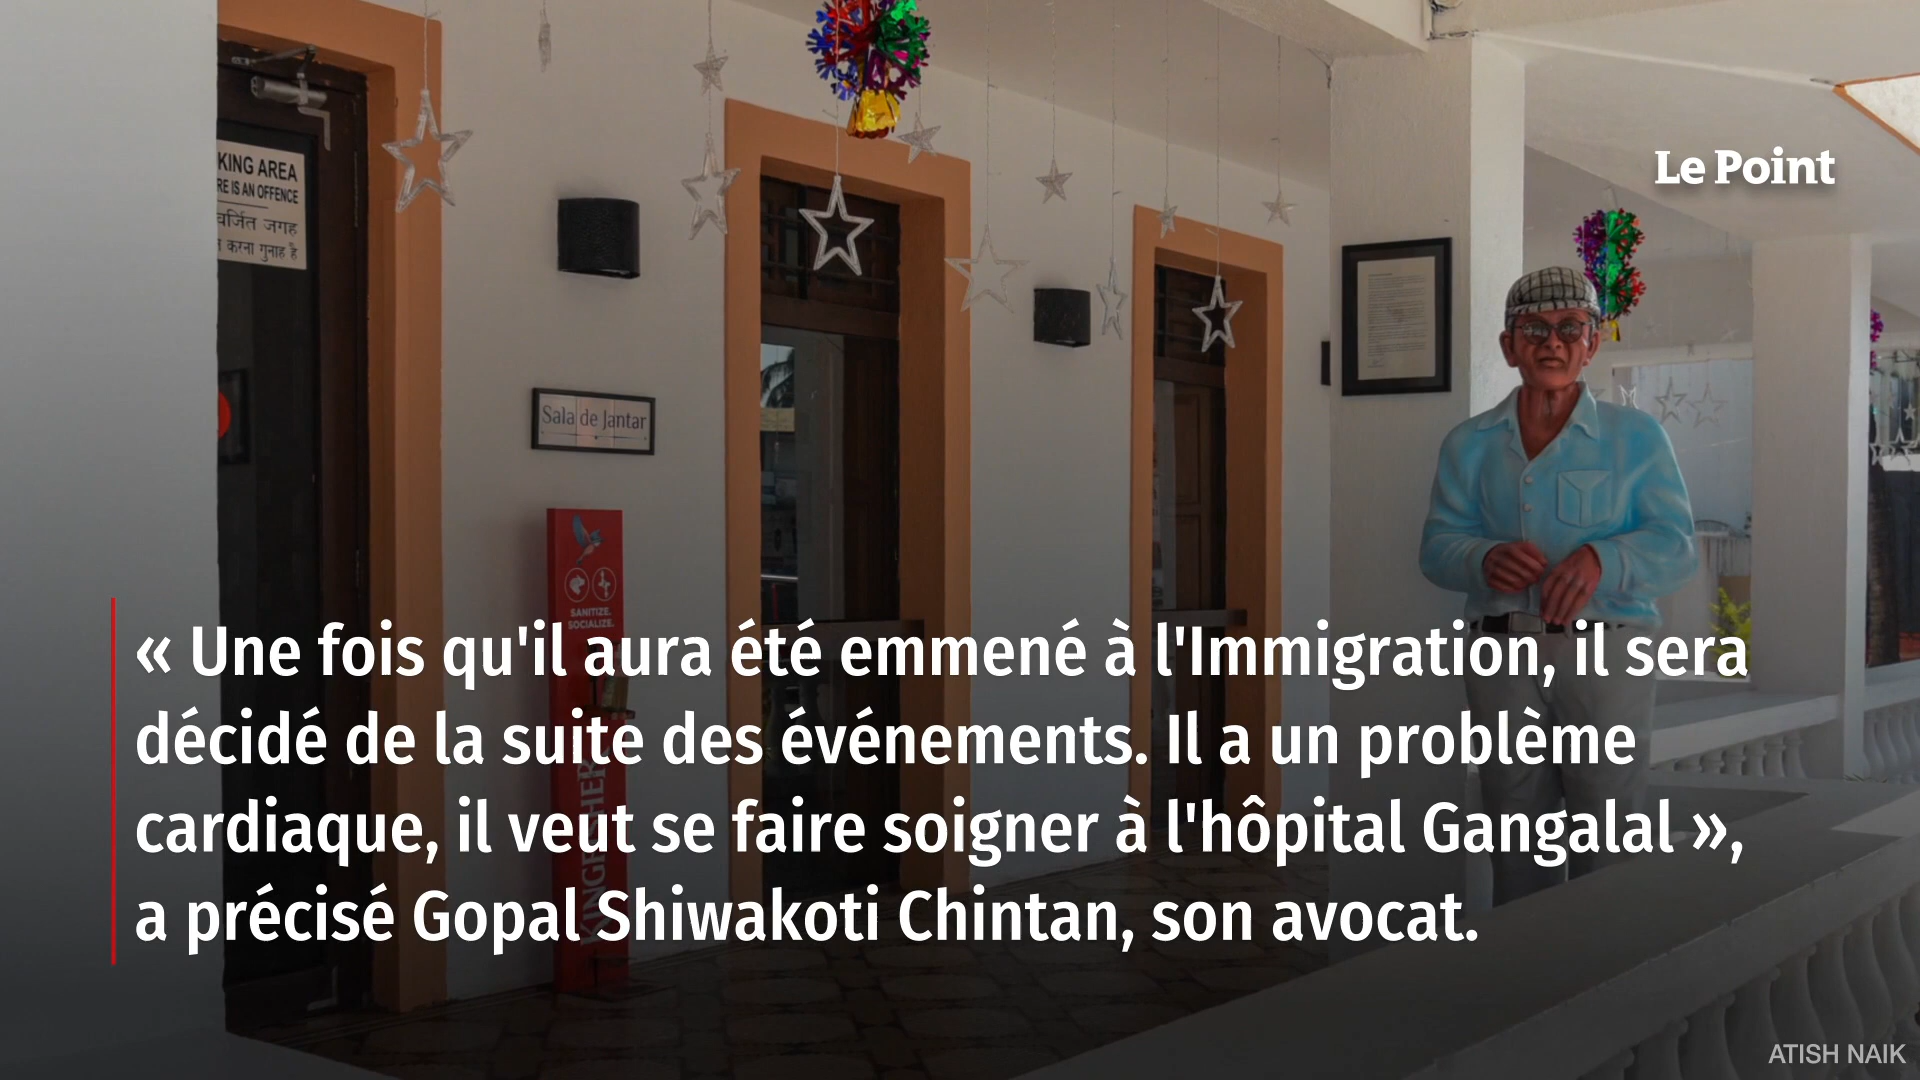 KING AREA
RE IS AN OFFENCE
वर्जित जगह
करना गुनाह है
Le Point
Sala de Jantar
SANITIZE.
SOCIALIZE.
KINGFISHER
« Une fois qu'il aura été emmené à l'Immigration, il sera
décidé de la suite des événements. Il a un problème
cardiaque, il veut se faire soigner à l'hôpital Gangalal »,
a précisé Gopal Shiwakoti Chintan, son avocat.
ATISH NAIK